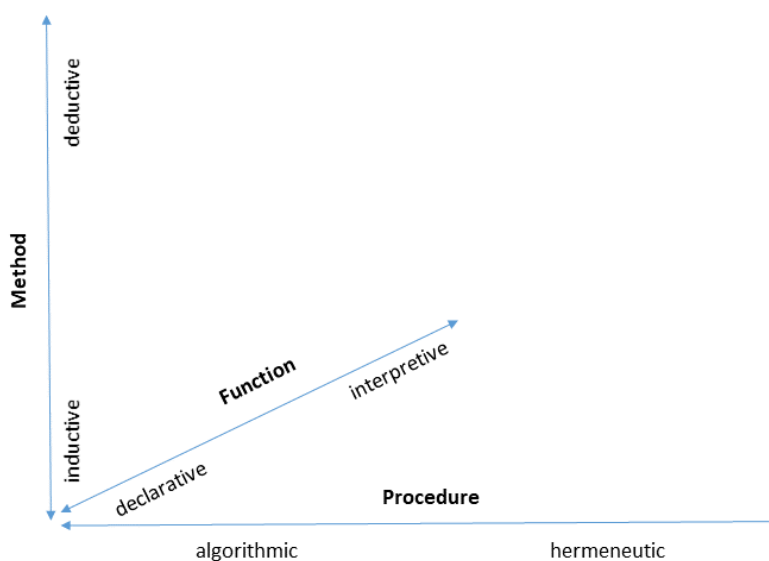 deductive
Method
inductive
Function
interpretive
declarative
Procedure
algorithmic
hermeneutic